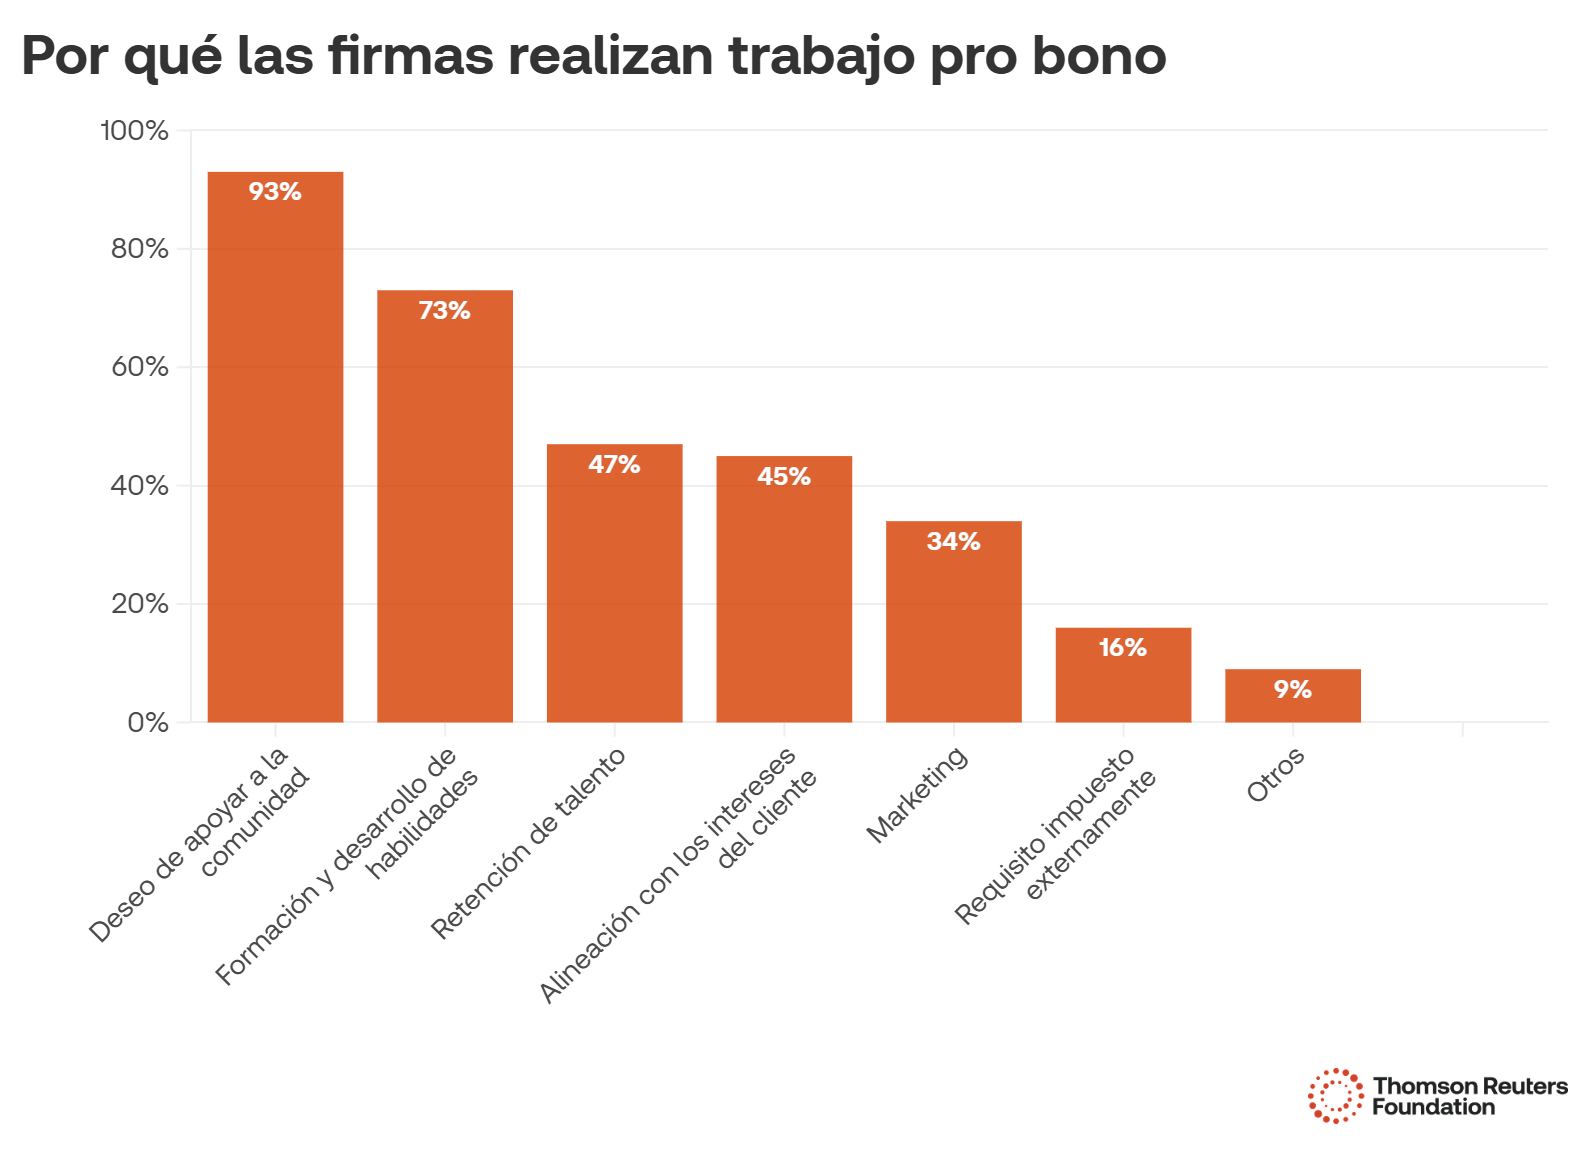 Por qué las firmas realizan trabajo pro bono
100%
80%
60%
40%
20%
0%
93%
73%
47%
45%
34%
16%
9%
Deseo de apoyar a la
comunidad
Formación y desarrollo de
habilidades
Retención de talento
Alineación con los intereses
del cliente
Marketing
Requisito impuesto
externamente
Otros
Thomson Reuters
Foundation